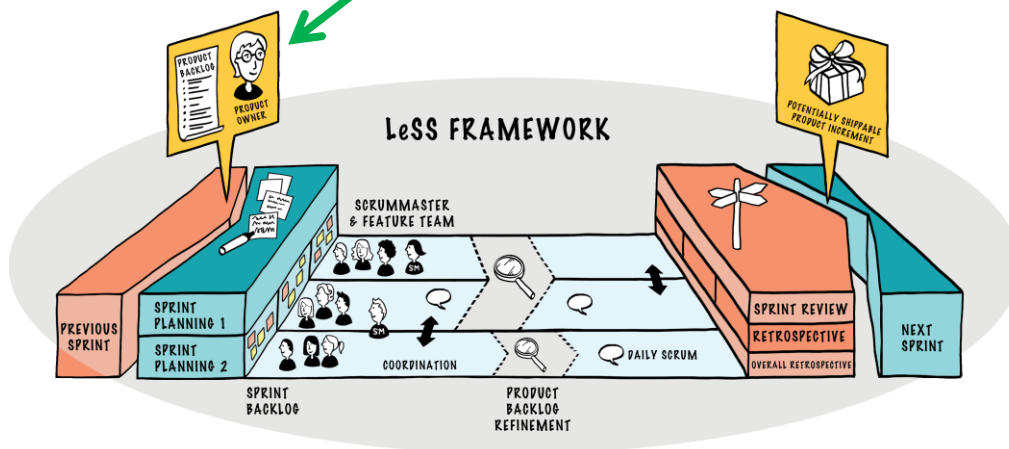 PRODUCT
BACKLOG
PRODUCT
OWNER
POTENTIALLY SHIPPABLE
PRODUCT INCREMENT
LeSS FRAMEWORK
SCRUMMASTER
& FEATURE TEAM
SM
SM
PREVIOUS
SPRINT
SPRINT
PLANNING 1
SPRINT
PLANNING 2
COORDINATION
DAILY SCRUM
SPRINT REVIEW
RETROSPECTIVE
OVERALL RETROSPECTIVE
NEXT
SPRINT
SPRINT
BACKLOG
PRODUCT
BACKLOG
REFINEMENT